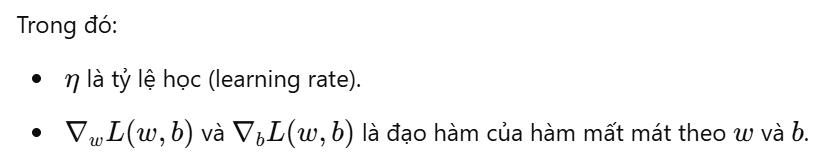 Trong đó:
• η là tỷ lệ học (learning rate).
• ∇wL(w, b) và ∇bL(w, b) là đạo hàm của hàm mất mát theo w và b.